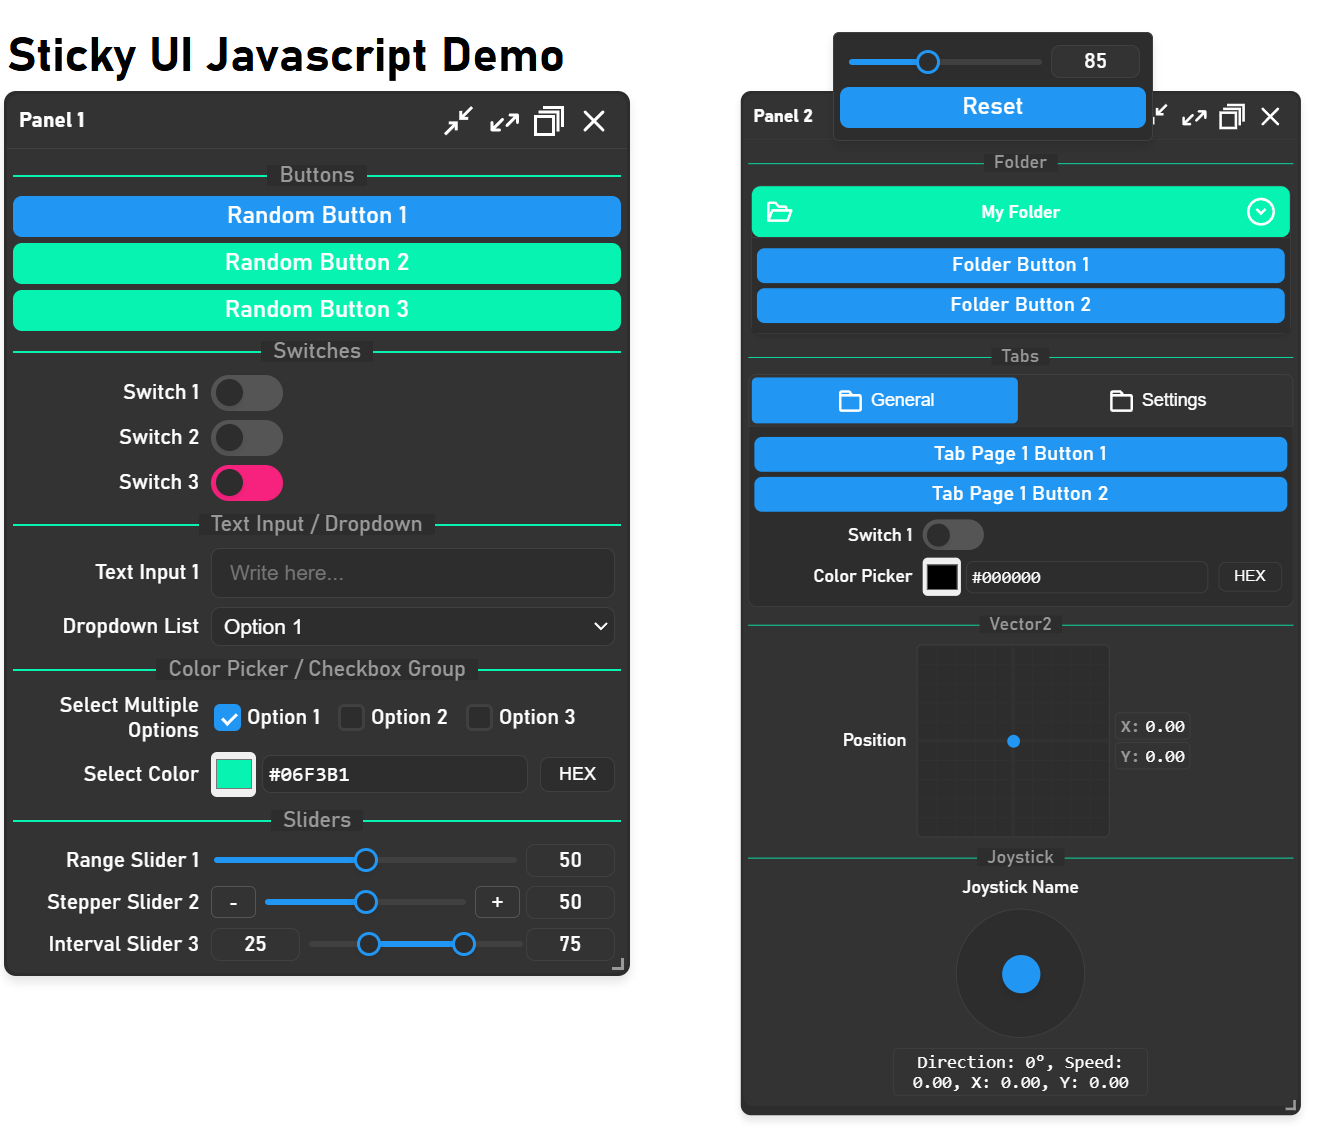 Sticky UI Javascript Demo
Panel 1
Buttons
Random Button 1
Random Button 2
Random Button 3
Switches
Switch 1
Switch 2
Switch 3
Text Input / Dropdown
Text Input 1 Write here...
Dropdown List Option 1
Color Picker / Checkbox Group
Select Multiple
Options
Option 1 Option 2 Option 3
Select Color #06F3B1 HEX
Sliders
Range Slider 1 50
Stepper Slider 2 - + 50
Interval Slider 3 25 75
85
Reset
Panel 2
Folder
My Folder
Folder Button 1
Folder Button 2
Tabs
General Settings
Tab Page 1 Button 1
Tab Page 1 Button 2
Switch 1
Color Picker #000000 HEX
Vector2
Position
X: 0.00
Y: 0.00
Joystick
Joystick Name
Direction: 0º, Speed:
0.00, X: 0.00, Y: 0.00